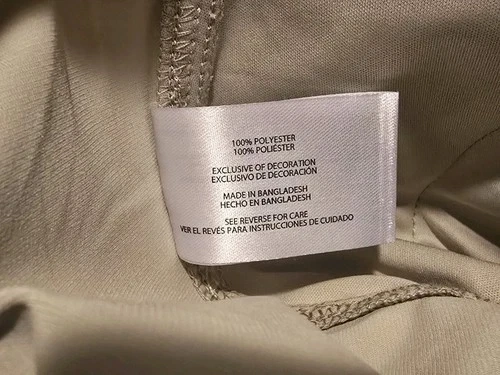 100% POLYESTER
100% POLIÉSTER
EXCLUSIVE OF DECORATION
EXCLUSIVO DE DECORACIÓN
MADE IN BANGLADESH
HECHO EN BANGLADESH
SEE REVERSE FOR CARE
VER EL REVÉS PARA INSTRUCCIONES DE CUIDADO